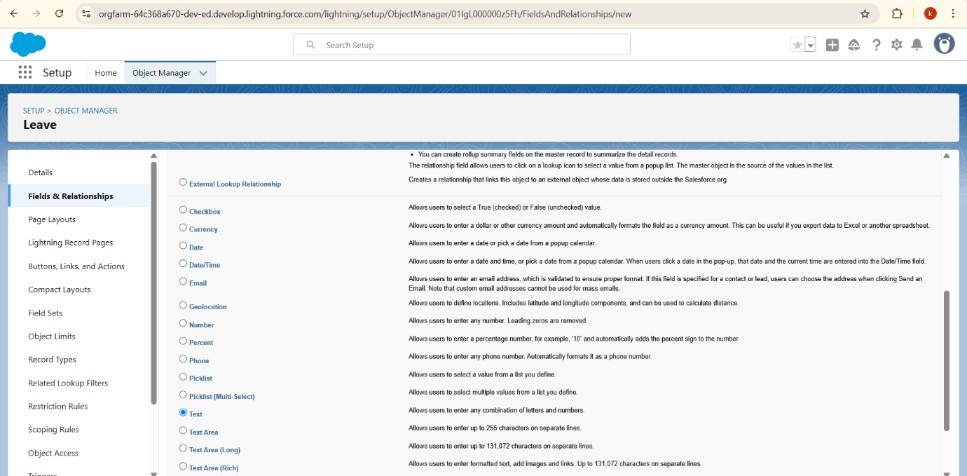 orgfarm-64c368a670-dev-ed.develop.lightning.force.com/lightning/setup/ObjectManager/01IgL000000z5Fh/FieldsAndRelationships/new
k
Search Setup
Setup
Home
Object Manager
SETUP > OBJECT MANAGER
Leave
Details
Fields & Relationships
Page Layouts
Lightning Record Pages
Buttons, Links, and Actions
Compact Layouts
Field Sets
Object Limits
Record Types
Related Lookup Filters
Restriction Rules
Scoping Rules
Object Access
Triggers
• You can create rollup summary fields on the master record to summarize the detail records.
The relationship field allows users to click on a lookup icon to select a value from a popup list. The master object is the source of the values in the list.
External Lookup Relationship Creates a relationship that links this object to an external object whose data is stored outside the Salesforce org.
Checkbox Allows users to select a True (checked) or False (unchecked) value.
Currency Allows users to enter a dollar or other currency amount and automatically formats the field as a currency amount. This can be useful if you export data to Excel or another spreadsheet.
Date Allows users to enter a date or pick a date from a popup calendar.
Date/Time Allows users to enter a date and time, or pick a date from a popup calendar. When users click a date in the pop-up, that date and the current time are entered into the Date/Time field.
Email Allows users to enter an email address, which is validated to ensure proper format. If this field is specified for a contact or lead, users can choose the address when clicking Send an
Email. Note that custom email addresses cannot be used for mass emails.
Geolocation Allows users to define locations. Includes latitude and longitude components, and can be used to calculate distance.
Number Allows users to enter any number. Leading zeros are removed.
Percent Allows users to enter a percentage number, for example, '10' and automatically adds the percent sign to the number.
Phone Allows users to enter any phone number. Automatically formats it as a phone number.
Picklist Allows users to select a value from a list you define.
Picklist (Multi-Select) Allows users to select multiple values from a list you define.
Text Allows users to enter any combination of letters and numbers.
Text Area Allows users to enter up to 255 characters on separate lines.
Text Area (Long) Allows users to enter up to 131,072 characters on separate lines.
Text Area (Rich) Allows users to enter formatted text, add images and links. Up to 131,072 characters on separate lines.